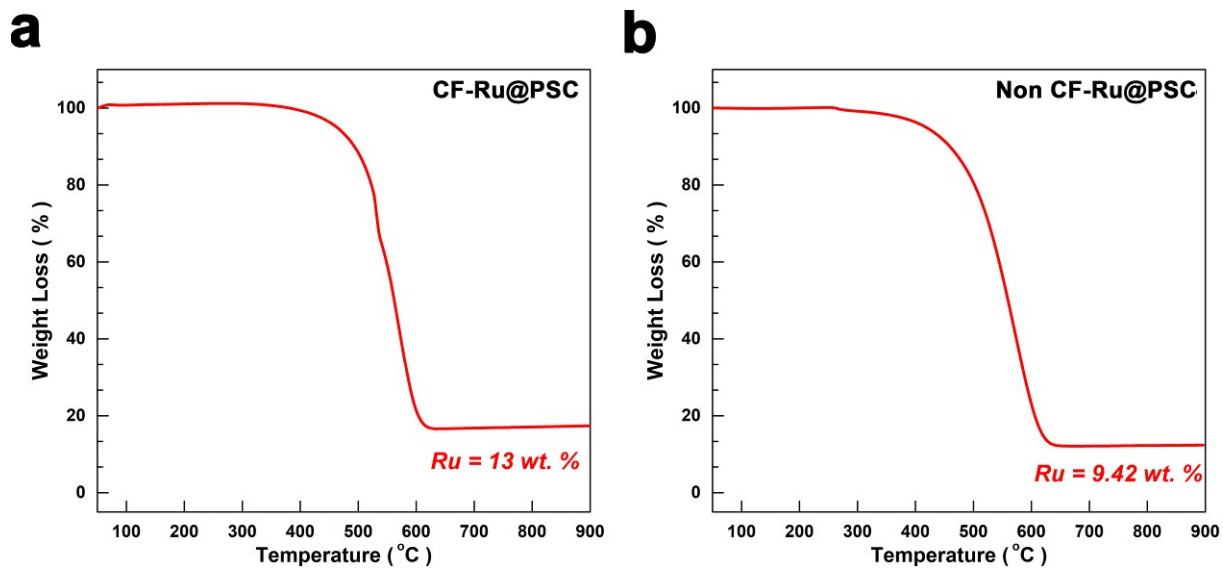 a
CF-Ru@PSC
100
80
60
40
20
0
Weight Loss ( % )
Ru = 13 wt. %
100 200 300 400 500 600 700 800 900
Temperature ( °C )
b
Non CF-Ru@PSC
100
80
60
40
20
0
Weight Loss ( % )
Ru = 9.42 wt. %
100 200 300 400 500 600 700 800 900
Temperature ( °C )